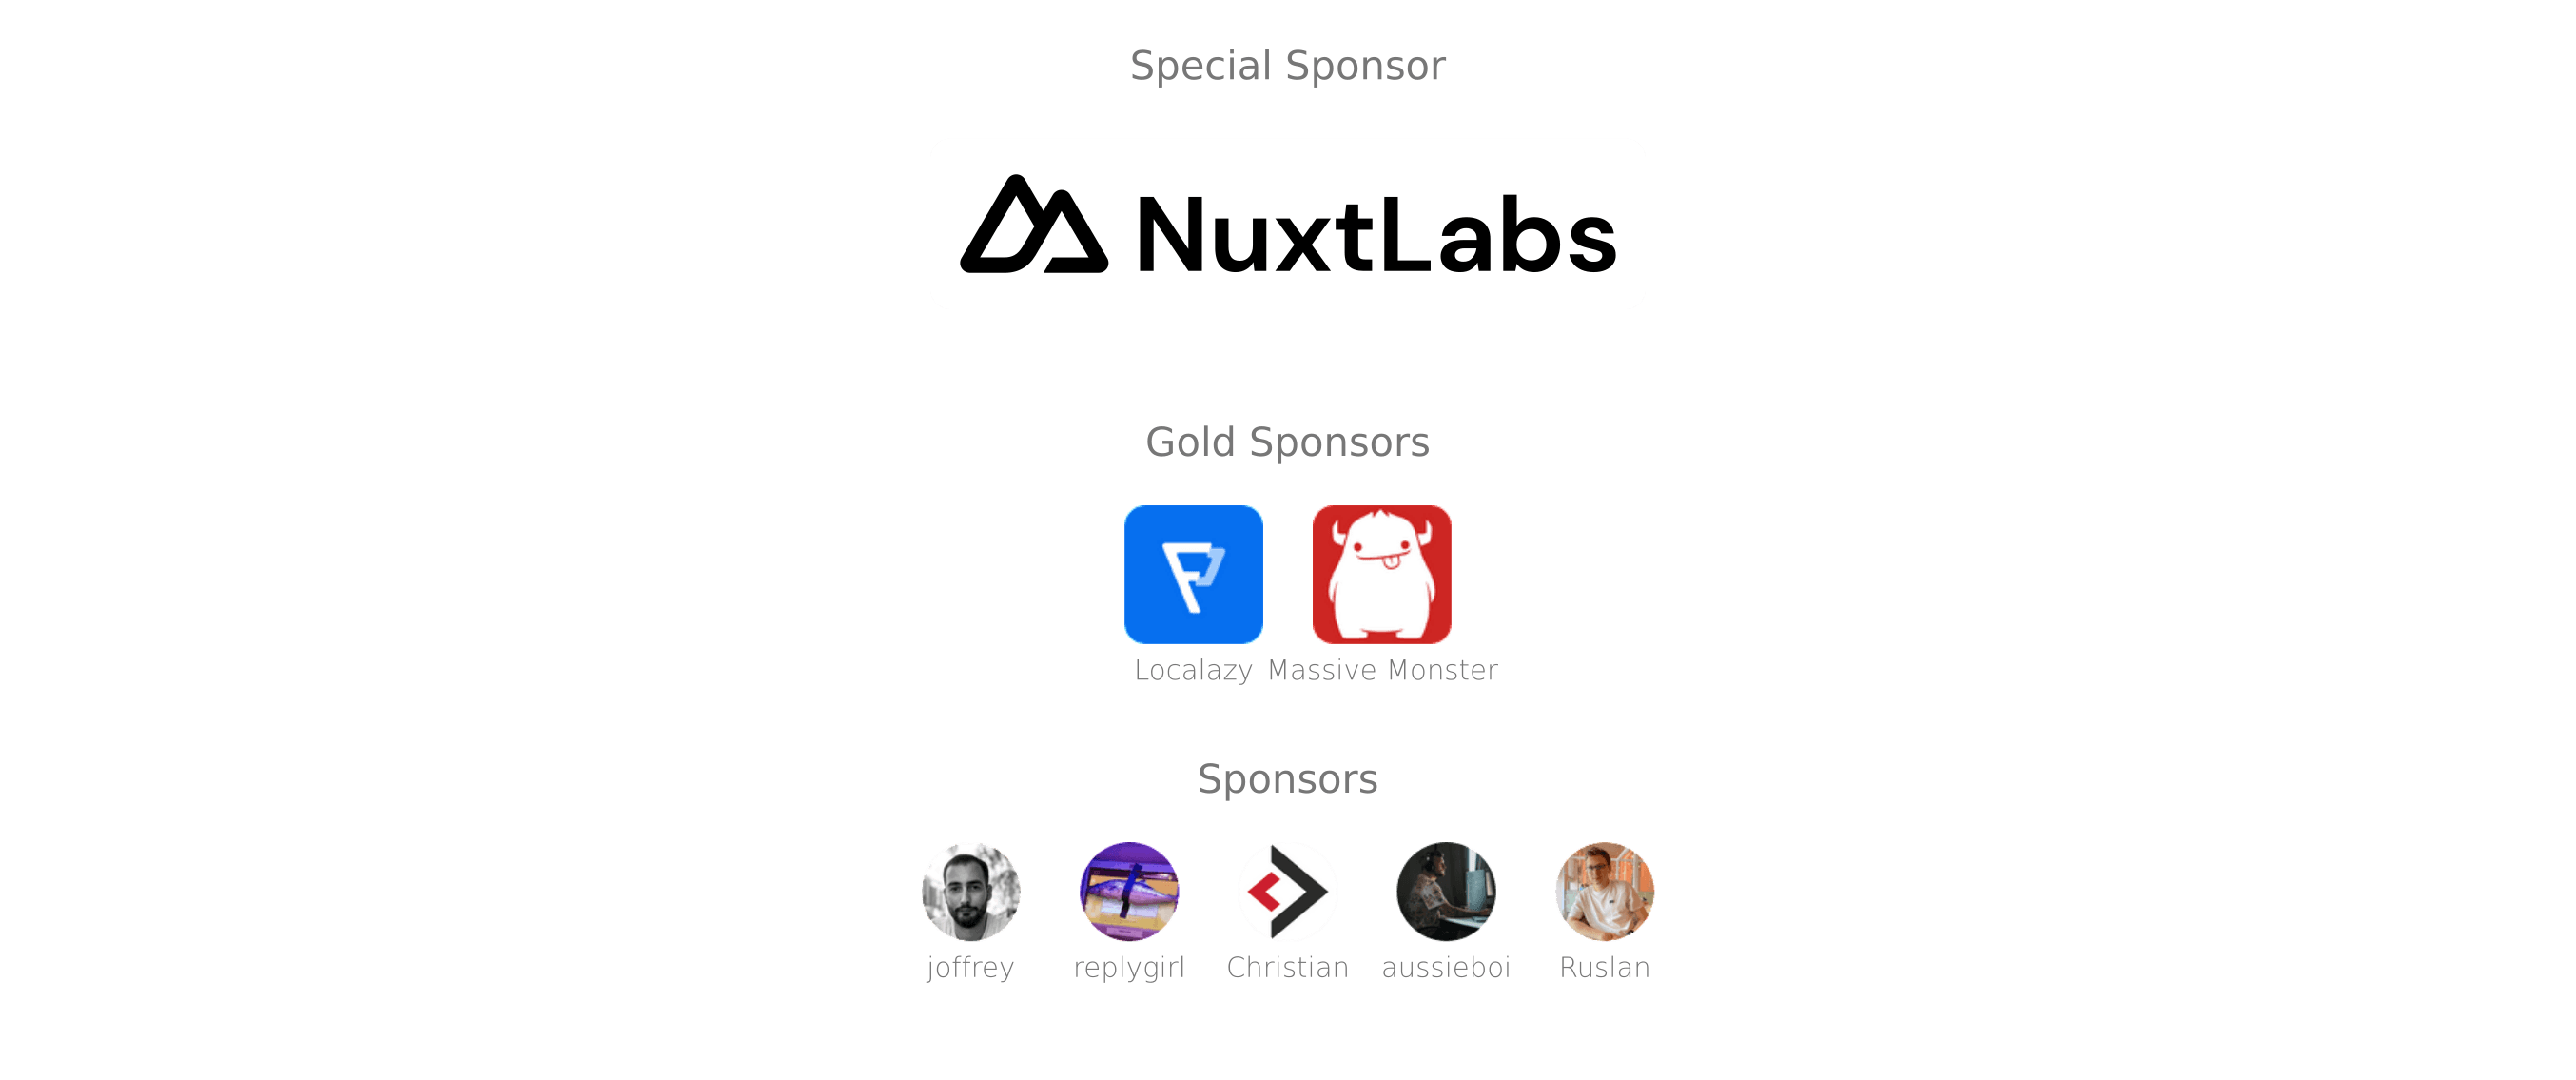 Special Sponsor
NuxtLabs
Gold Sponsors
Localazy Massive Monster
Sponsors
joffrey replygirl Christian aussieboi Ruslan